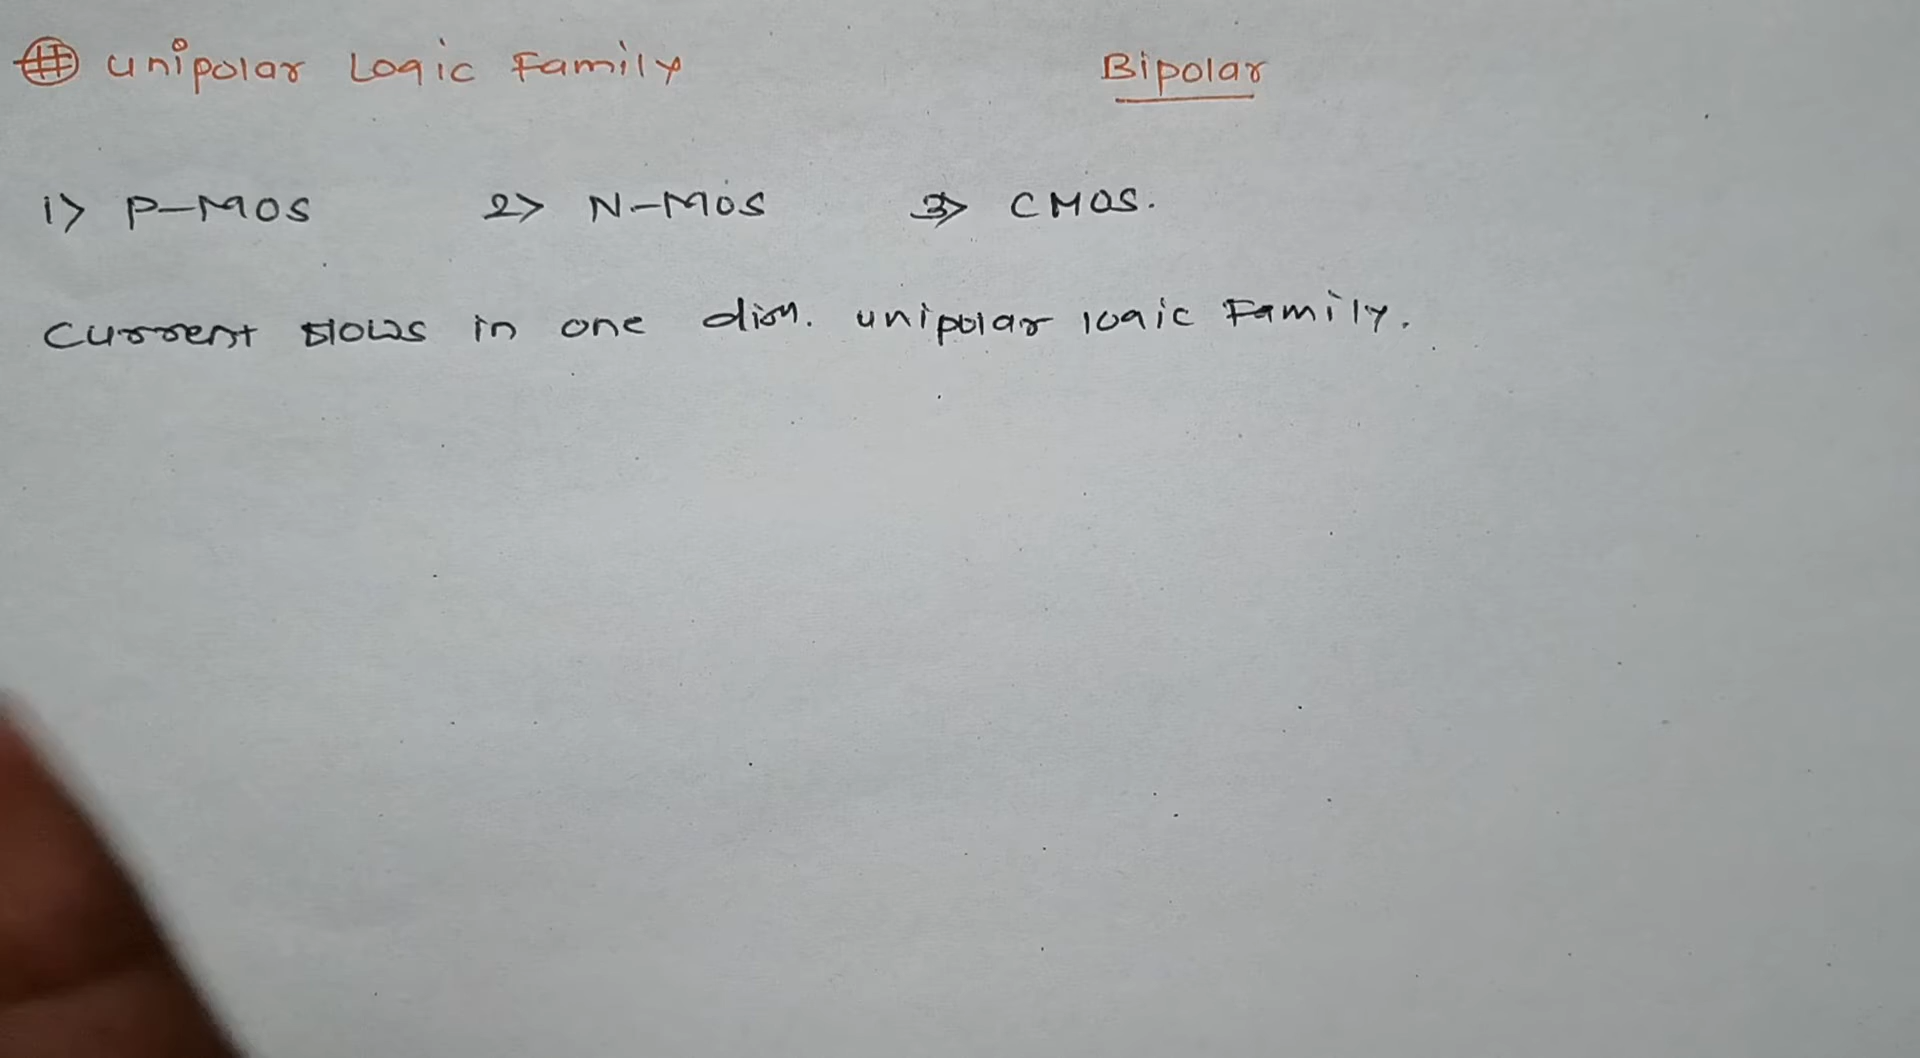 # Unipolar Logic Family Bipolar
1> P-MOS 2> N-MOS 3> CMOS.
Current flows in one dirn. unipolar logic Family.